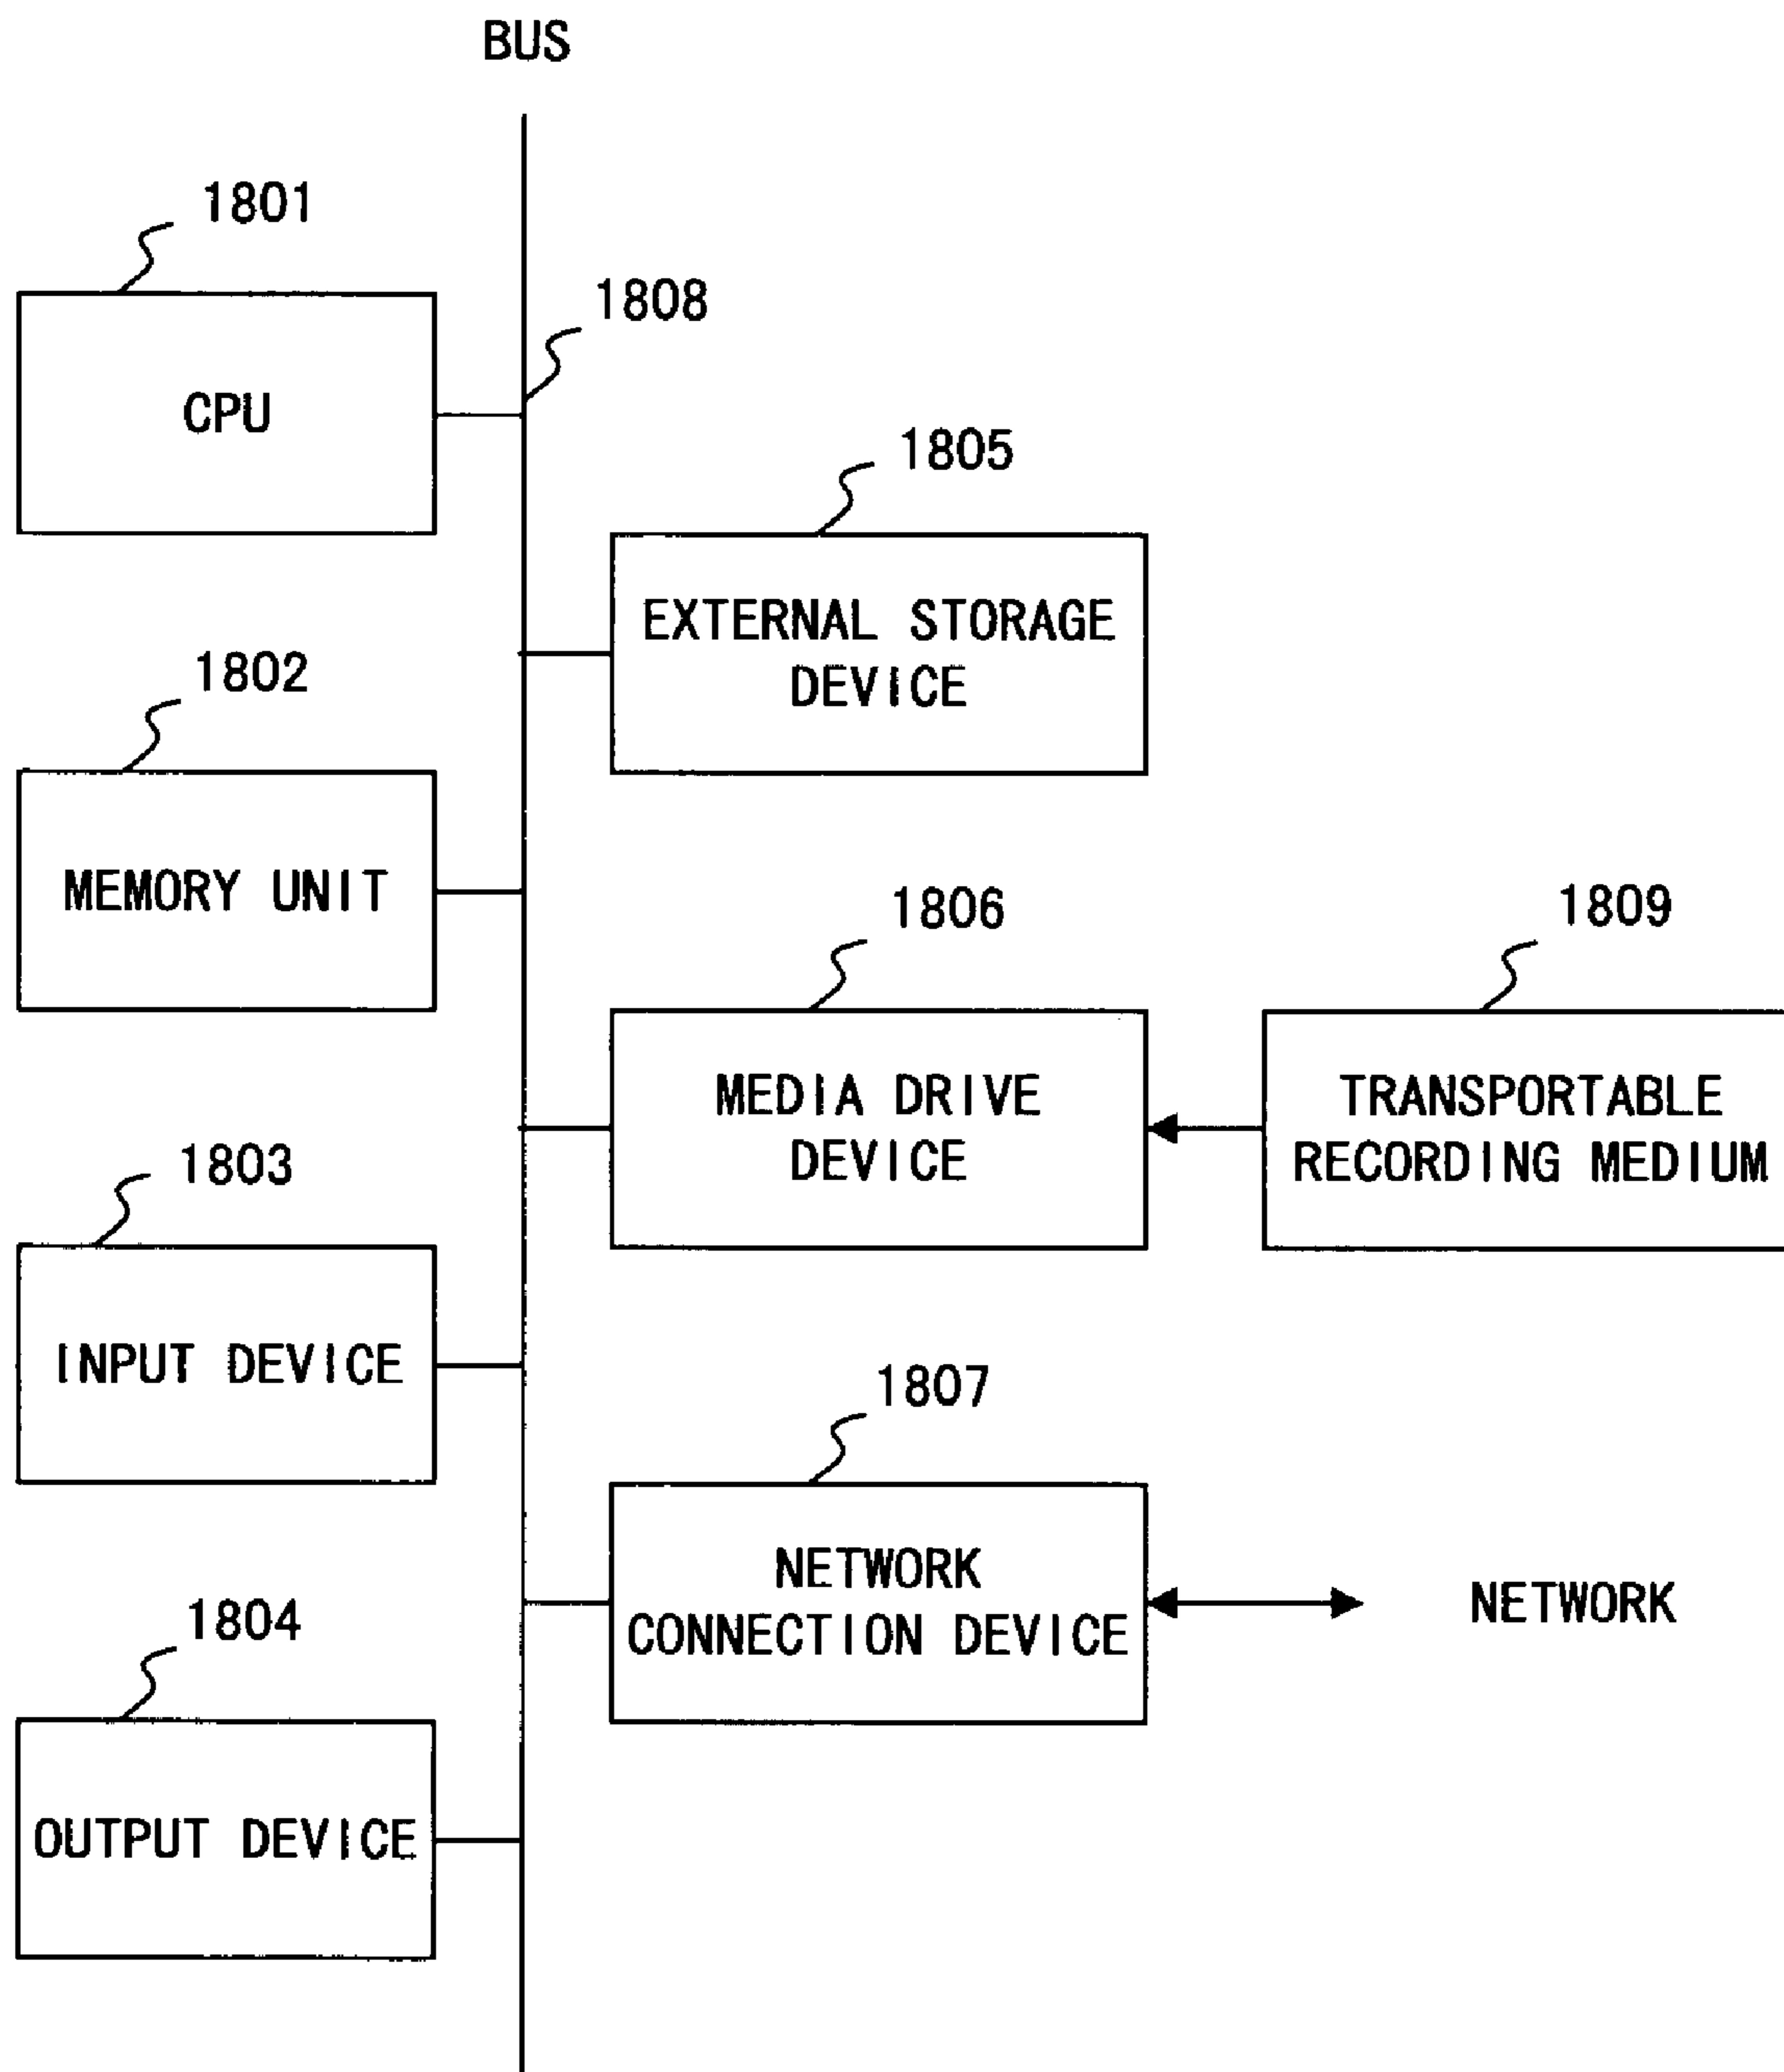 BUS
1801
1808
CPU
1805
EXTERNAL STORAGE
DEVICE
1802
MEMORY UNIT
1806
1809
MEDIA DRIVE
DEVICE
TRANSPORTABLE
RECORDING MEDIUM
1803
INPUT DEVICE
1807
NETWORK
CONNECTION DEVICE
NETWORK
1804
OUTPUT DEVICE